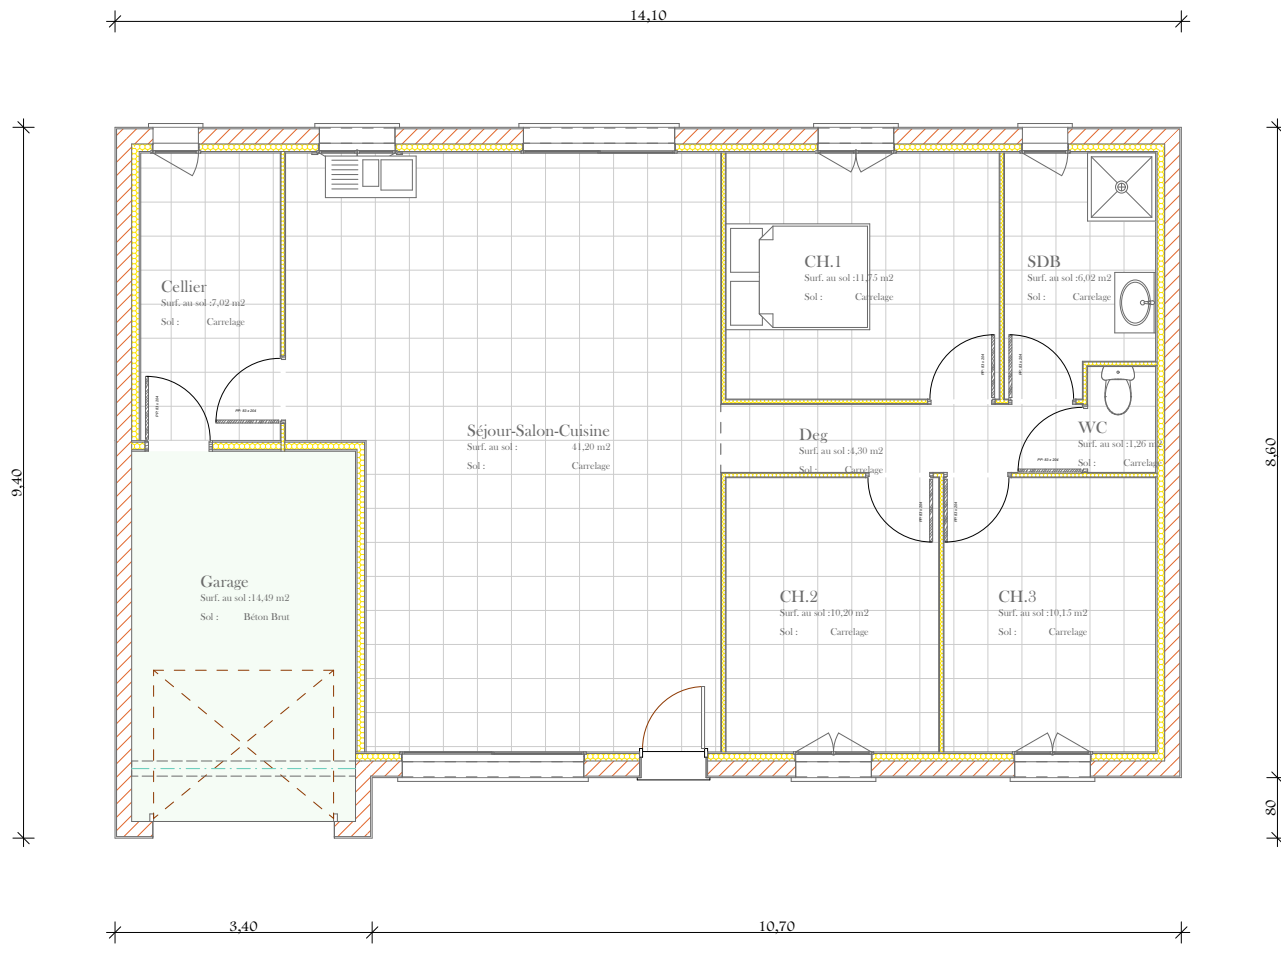 14,10
Cellier
Surf. au sol :7,02 m2
Sol : Carrelage
CH.1
Surf. au sol :11,75 m2
Sol : Carrelage
SDB
Surf. au sol :6,02 m2
Sol : Carrelage
Séjour-Salon-Cuisine
Surf. au sol : 41,20 m2
Sol : Carrelage
Deg
Surf. au sol :4,30 m2
Sol : Carrelage
WC
Surf. au sol :1,26 m2
Sol : Carrelage
9,40
8,60
Garage
Surf. au sol :14,49 m2
Sol : Béton Brut
CH.2
Surf. au sol :10,20 m2
Sol : Carrelage
CH.3
Surf. au sol :10,15 m2
Sol : Carrelage
80
3,40
10,70